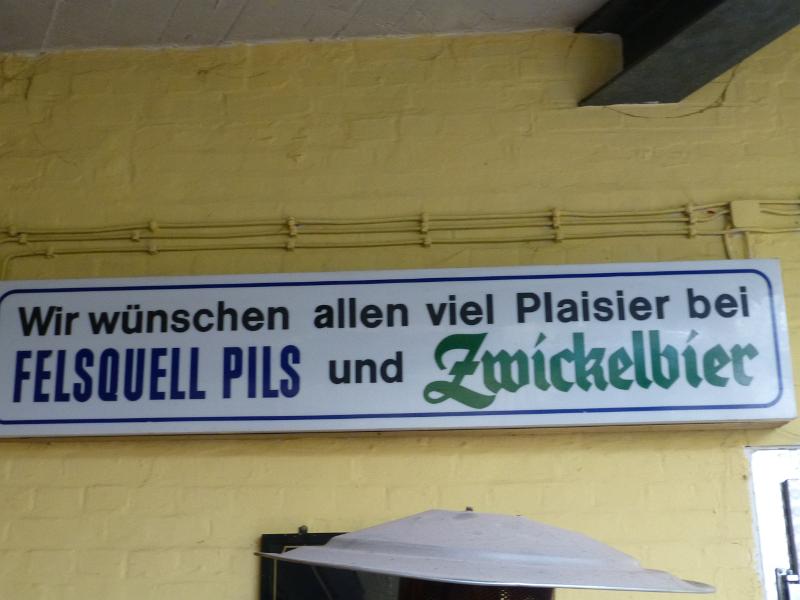 Wir wünschen allen viel Plaisier bei
FELSQUELL PILS und Zwickelbier